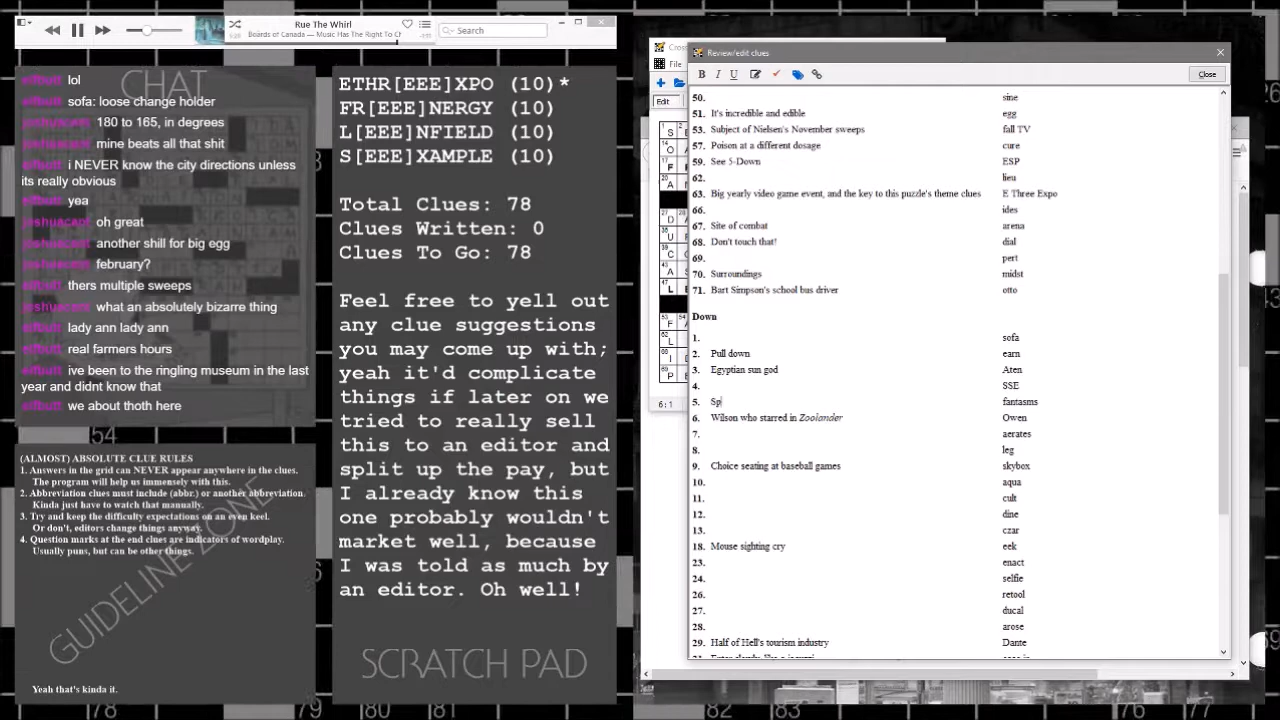 Rue The Whirl
Boards of Canada — Music Has The Right To Ch
Search
CHAT
lol
sofa: loose change holder
180 to 165, in degrees
mine beats all that shit
i NEVER know the city directions unless
its really obvious
yea
oh great
another shill for big egg
february?
thers multiple sweeps
what an absolutely bizarre thing
lady ann lady ann
real farmers hours
ive been to the ringling museum in the last
year and didnt know that
we about thoth here
54
(ALMOST) ABSOLUTE CLUE RULES
1. Answers in the grid can NEVER appear anywhere in the clues.
The program will help us immensely with this.
2. Abbreviation clues must include (abbr.) or another abbreviation.
Kinda just have to watch that manually.
3. Try and keep the difficulty expectations on an even keel.
Or don't, editors change things anyway.
4. Question marks at the end clues are indicators of wordplay.
Usually puns, but can be other things.
GUIDELINE ZONE
Yeah that's kinda it.
ETHR[EEE]XPO (10)*
FR[EEE]NERGY (10)
L[EEE]NFIELD (10)
S[EEE]XAMPLE (10)
Total Clues: 78
Clues Written: 0
Clues To Go: 78
Feel free to yell out
any clue suggestions
you may come up with;
yeah it'd complicate
things if later on we
tried to really sell
this to an editor and
split up the pay, but
I already know this
one probably wouldn't
market well, because
I was told as much by
an editor. Oh well!
SCRATCH PAD
78 79 80 81 82 83
File
Edit
6 : 1
Review/edit clues
B I U
Close
50. sine
51. It's incredible and edible egg
53. Subject of Nielsen's November sweeps fall TV
57. Poison at a different dosage cure
59. See 5-Down ESP
62. lieu
63. Big yearly video game event, and the key to this puzzle's theme clues E Three Expo
66. ides
67. Site of combat arena
68. Don't touch that! dial
69. pert
70. Surroundings midst
71. Bart Simpson's school bus driver otto
Down
1. sofa
2. Pull down earn
3. Egyptian sun god Aten
4. SSE
5. Sp fantasms
6. Wilson who starred in Zoolander Owen
7. aerates
8. leg
9. Choice seating at baseball games skybox
10. aqua
11. cult
12. dine
13. czar
18. Mouse sighting cry eek
23. enact
24. selfie
26. retool
27. ducal
28. arose
29. Half of Hell's tourism industry Dante